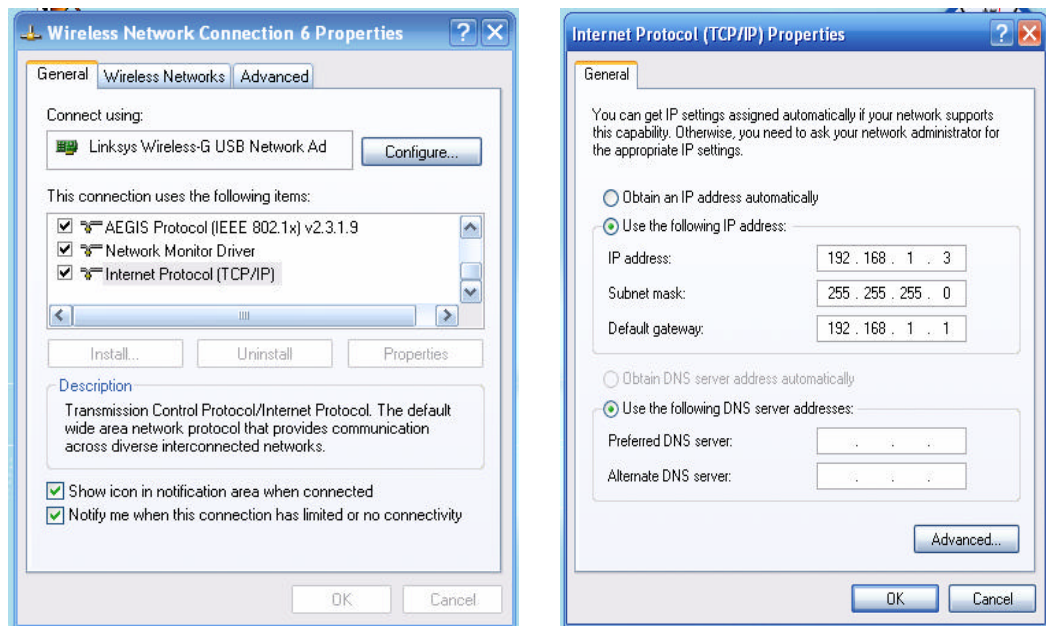 Wireless Network Connection 6 Properties
General
Wireless Networks
Advanced
Connect using:
Linksys Wireless-G USB Network Ad
Configure...
This connection uses the following items:
AEGIS Protocol (IEEE 802.1x) v2.3.1.9
Network Monitor Driver
Internet Protocol (TCP/IP)
Install...
Uninstall
Properties
Description
Transmission Control Protocol/Internet Protocol. The default
wide area network protocol that provides communication
across diverse interconnected networks.
Show icon in notification area when connected
Notify me when this connection has limited or no connectivity
OK
Cancel
Internet Protocol (TCP/IP) Properties
General
You can get IP settings assigned automatically if your network supports
this capability. Otherwise, you need to ask your network administrator for
the appropriate IP settings.
Obtain an IP address automatically
Use the following IP address:
IP address:
192 . 168 . 1 . 3
Subnet mask:
255 . 255 . 255 . 0
Default gateway:
192 . 168 . 1 . 1
Obtain DNS server address automatically
Use the following DNS server addresses:
Preferred DNS server:
. . .
Alternate DNS server:
. . .
Advanced...
OK
Cancel